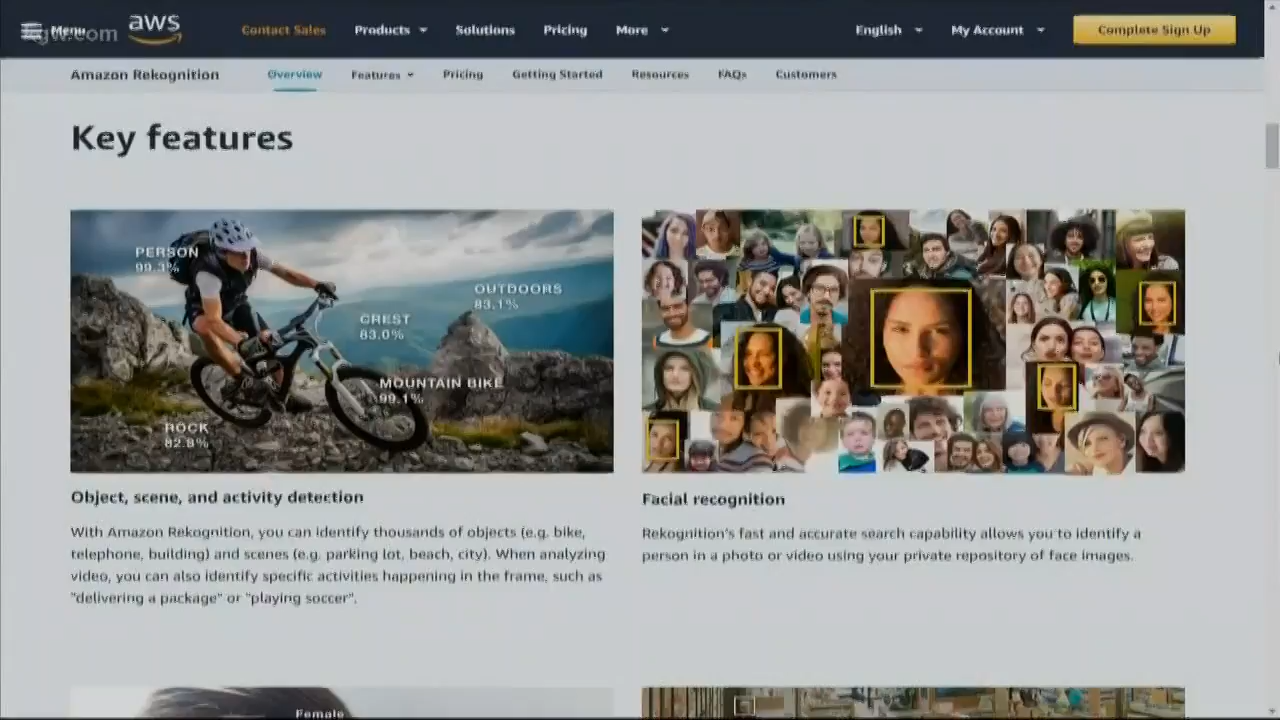 Menu
kgw.com
aws
Contact Sales
Products
Solutions
Pricing
More
English
My Account
Complete Sign Up
Amazon Rekognition
Overview
Features
Pricing
Getting Started
Resources
FAQs
Customers
Key features
PERSON
99.3%
OUTDOORS
83.1%
CREST
83.0%
MOUNTAIN BIKE
99.1%
ROCK
82.8%
Object, scene, and activity detection
With Amazon Rekognition, you can identify thousands of objects (e.g. bike,
telephone, building) and scenes (e.g. parking lot, beach, city). When analyzing
video, you can also identify specific activities happening in the frame, such as
"delivering a package" or "playing soccer".
Facial recognition
Rekognition's fast and accurate search capability allows you to identify a
person in a photo or video using your private repository of face images.
Female